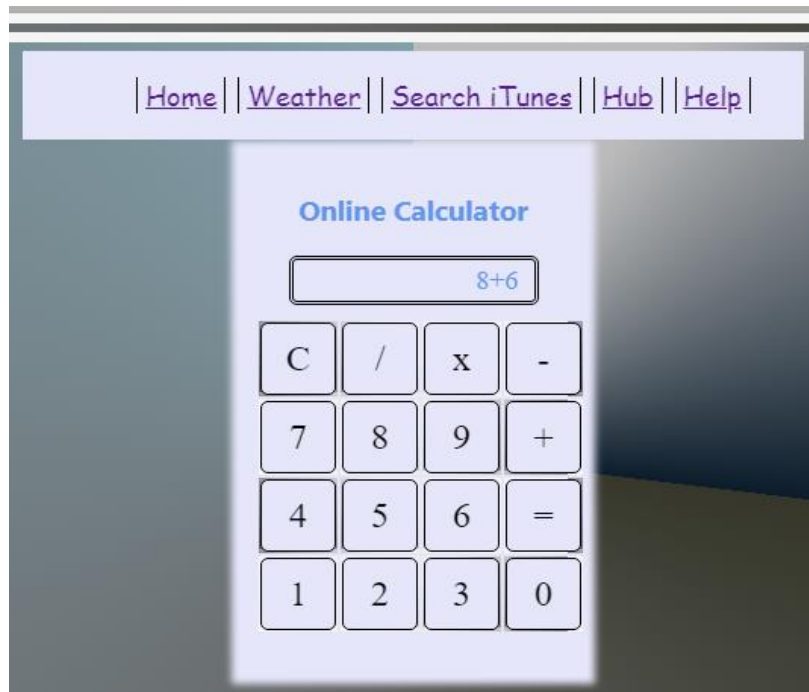 |Home||Weather||Search iTunes||Hub||Help|
Online Calculator
8+6
C / x -
7 8 9 +
4 5 6 =
1 2 3 0